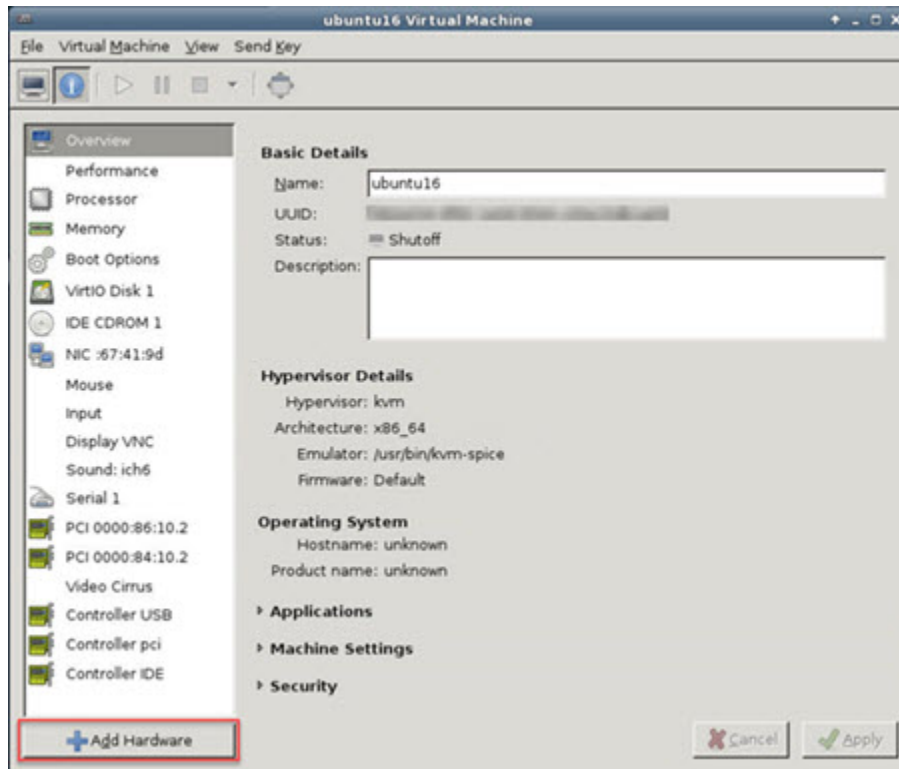 ubuntu16 Virtual Machine
File Virtual Machine View Send Key
Overview
Performance
Processor
Memory
Boot Options
VirtIO Disk 1
IDE CDROM 1
NIC :67:41:9d
Mouse
Input
Display VNC
Sound: ich6
Serial 1
PCI 0000:86:10.2
PCI 0000:84:10.2
Video Cirrus
Controller USB
Controller pci
Controller IDE
Add Hardware
Basic Details
Name: ubuntu16
UUID:
Status: Shutoff
Description:
Hypervisor Details
Hypervisor: kvm
Architecture: x86_64
Emulator: /usr/bin/kvm-spice
Firmware: Default
Operating System
Hostname: unknown
Product name: unknown
Applications
Machine Settings
Security
Cancel Apply